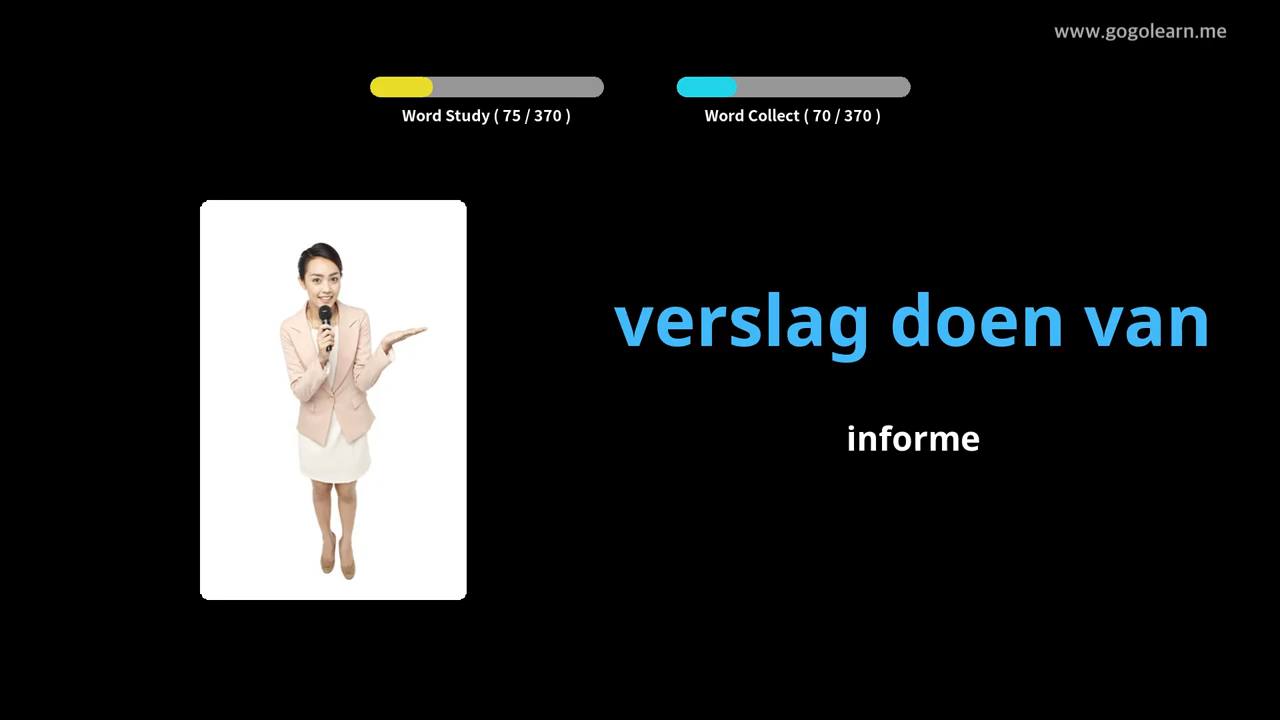 www.gogolearn.me
Word Study ( 75 / 370 )
Word Collect ( 70 / 370 )
verslag doen van
informe